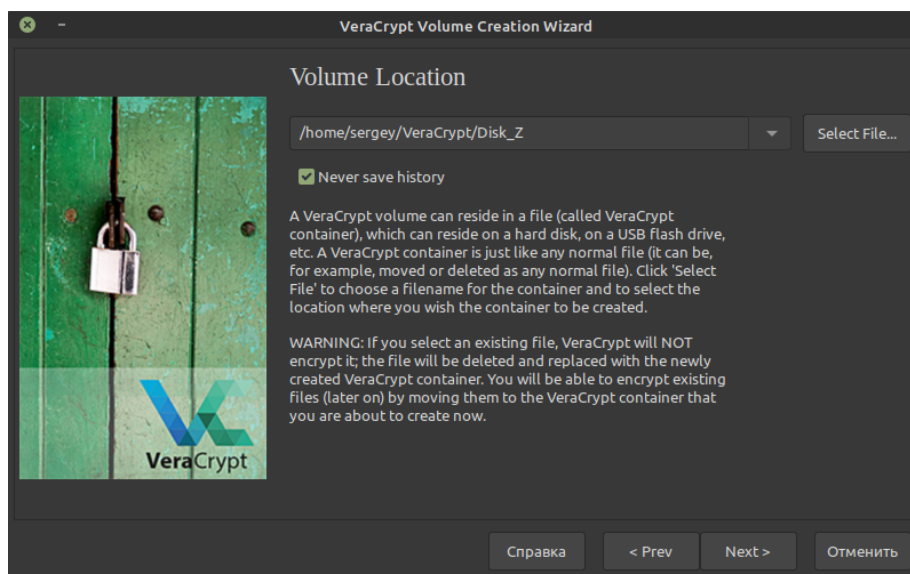 VeraCrypt Volume Creation Wizard
Volume Location
/home/sergey/VeraCrypt/Disk_Z
Select File...
Never save history
A VeraCrypt volume can reside in a file (called VeraCrypt
container), which can reside on a hard disk, on a USB flash drive,
etc. A VeraCrypt container is just like any normal file (it can be,
for example, moved or deleted as any normal file). Click 'Select
File' to choose a filename for the container and to select the
location where you wish the container to be created.
WARNING: If you select an existing file, VeraCrypt will NOT
encrypt it; the file will be deleted and replaced with the newly
created VeraCrypt container. You will be able to encrypt existing
files (later on) by moving them to the VeraCrypt container that
you are about to create now.
VeraCrypt
Справка
< Prev
Next >
Отменить